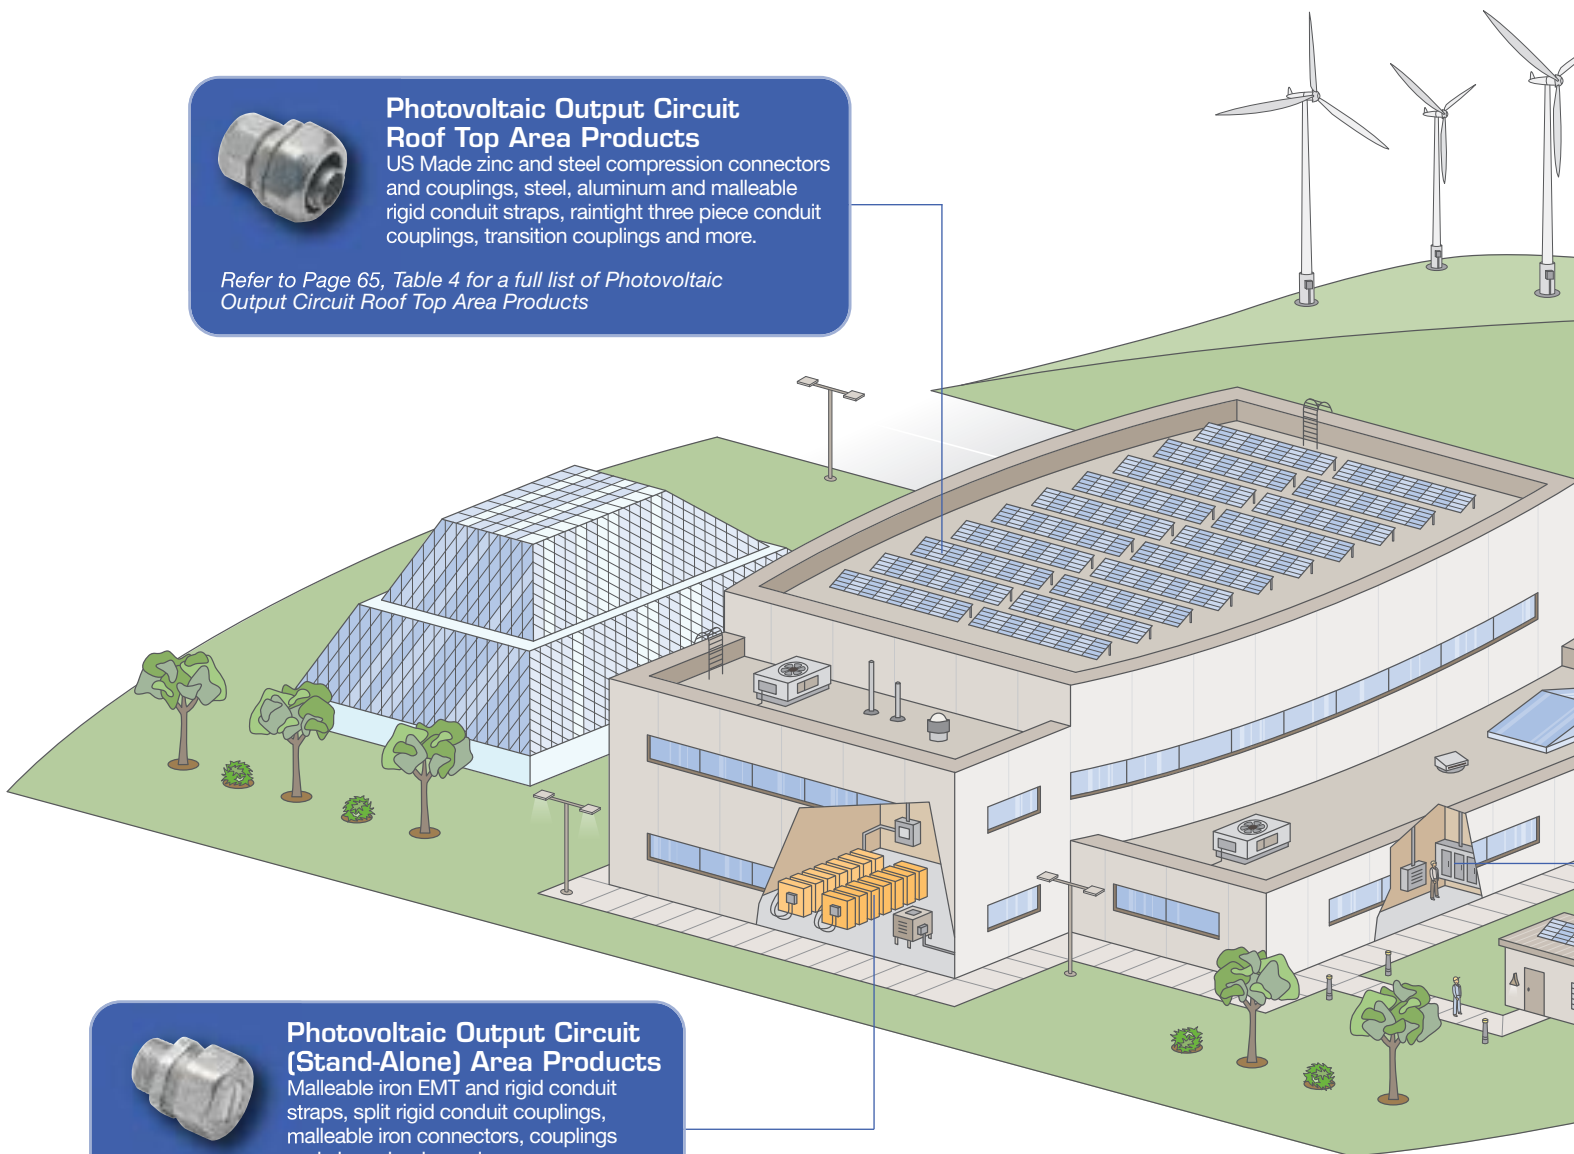 Photovoltaic Output Circuit
Roof Top Area Products
US Made zinc and steel compression connectors
and couplings, steel, aluminum and malleable
rigid conduit straps, raintight three piece conduit
couplings, transition couplings and more.
Refer to Page 65, Table 4 for a full list of Photovoltaic
Output Circuit Roof Top Area Products
Photovoltaic Output Circuit
(Stand-Alone) Area Products
Malleable iron EMT and rigid conduit
straps, split rigid conduit couplings,
malleable iron connectors, couplings